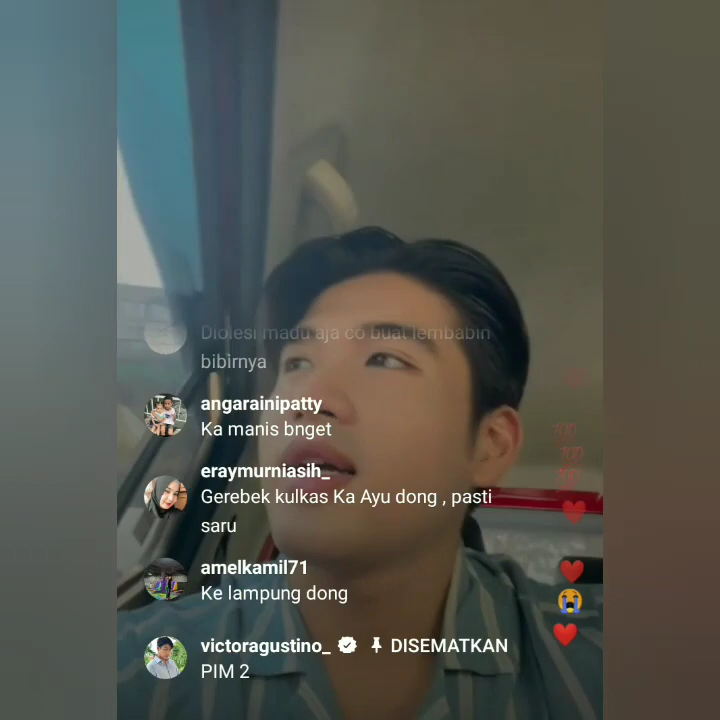 Diolesi madu aja co buat lembabin
bibirnya
angarainipatty
Ka manis bnget
eraymurniasih_
Gerebek kulkas Ka Ayu dong , pasti
saru
amelkamil71
Ke lampung dong
victoragustino_ DISEMATKAN
PIM 2